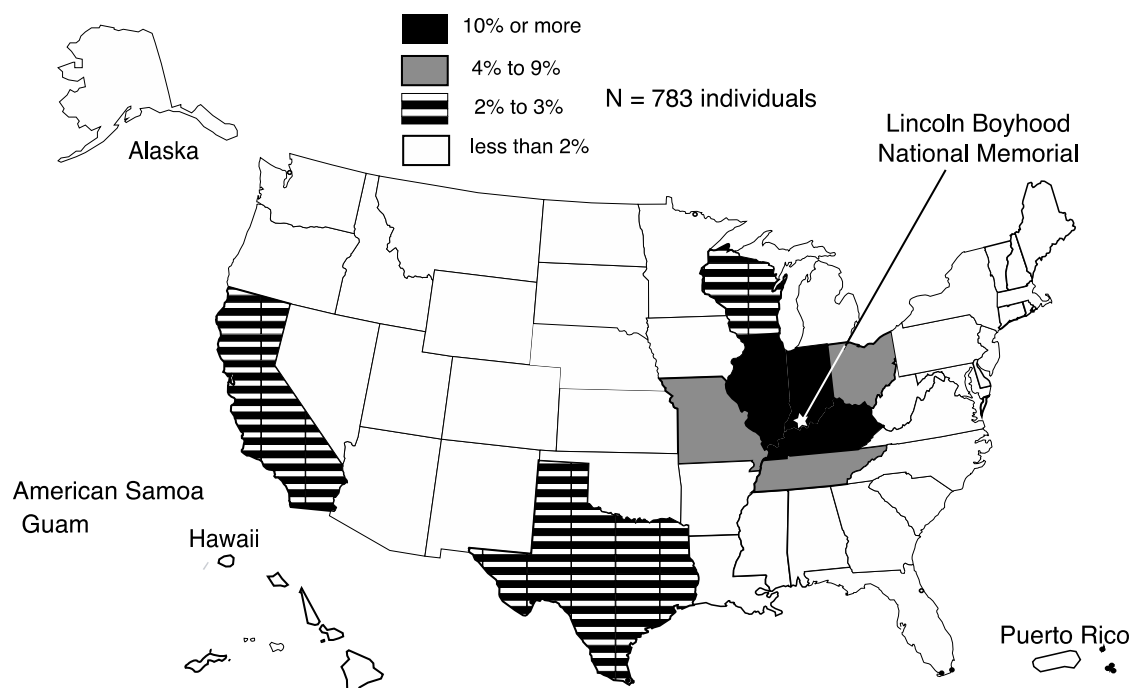 10% or more
4% to 9%
2% to 3%
less than 2%
N = 783 individuals
Lincoln Boyhood
National Memorial
Alaska
American Samoa
Guam
Hawaii
Puerto Rico